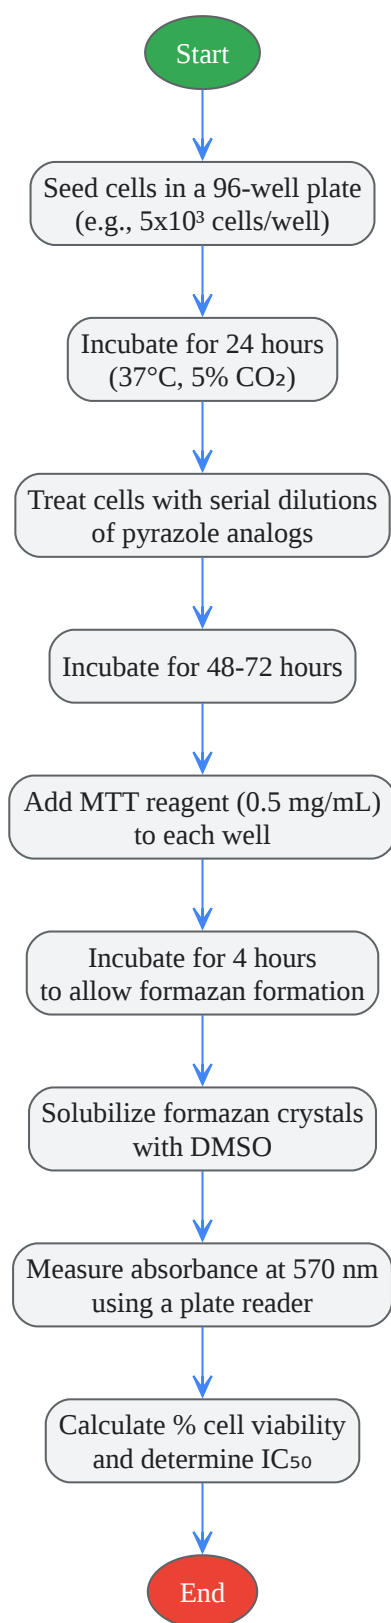 Start
Seed cells in a 96-well plate
(e.g., 5x10³ cells/well)
Incubate for 24 hours
(37°C, 5% CO₂)
Treat cells with serial dilutions
of pyrazole analogs
Incubate for 48-72 hours
Add MTT reagent (0.5 mg/mL)
to each well
Incubate for 4 hours
to allow formazan formation
Solubilize formazan crystals
with DMSO
Measure absorbance at 570 nm
using a plate reader
Calculate % cell viability
and determine IC₅₀
End